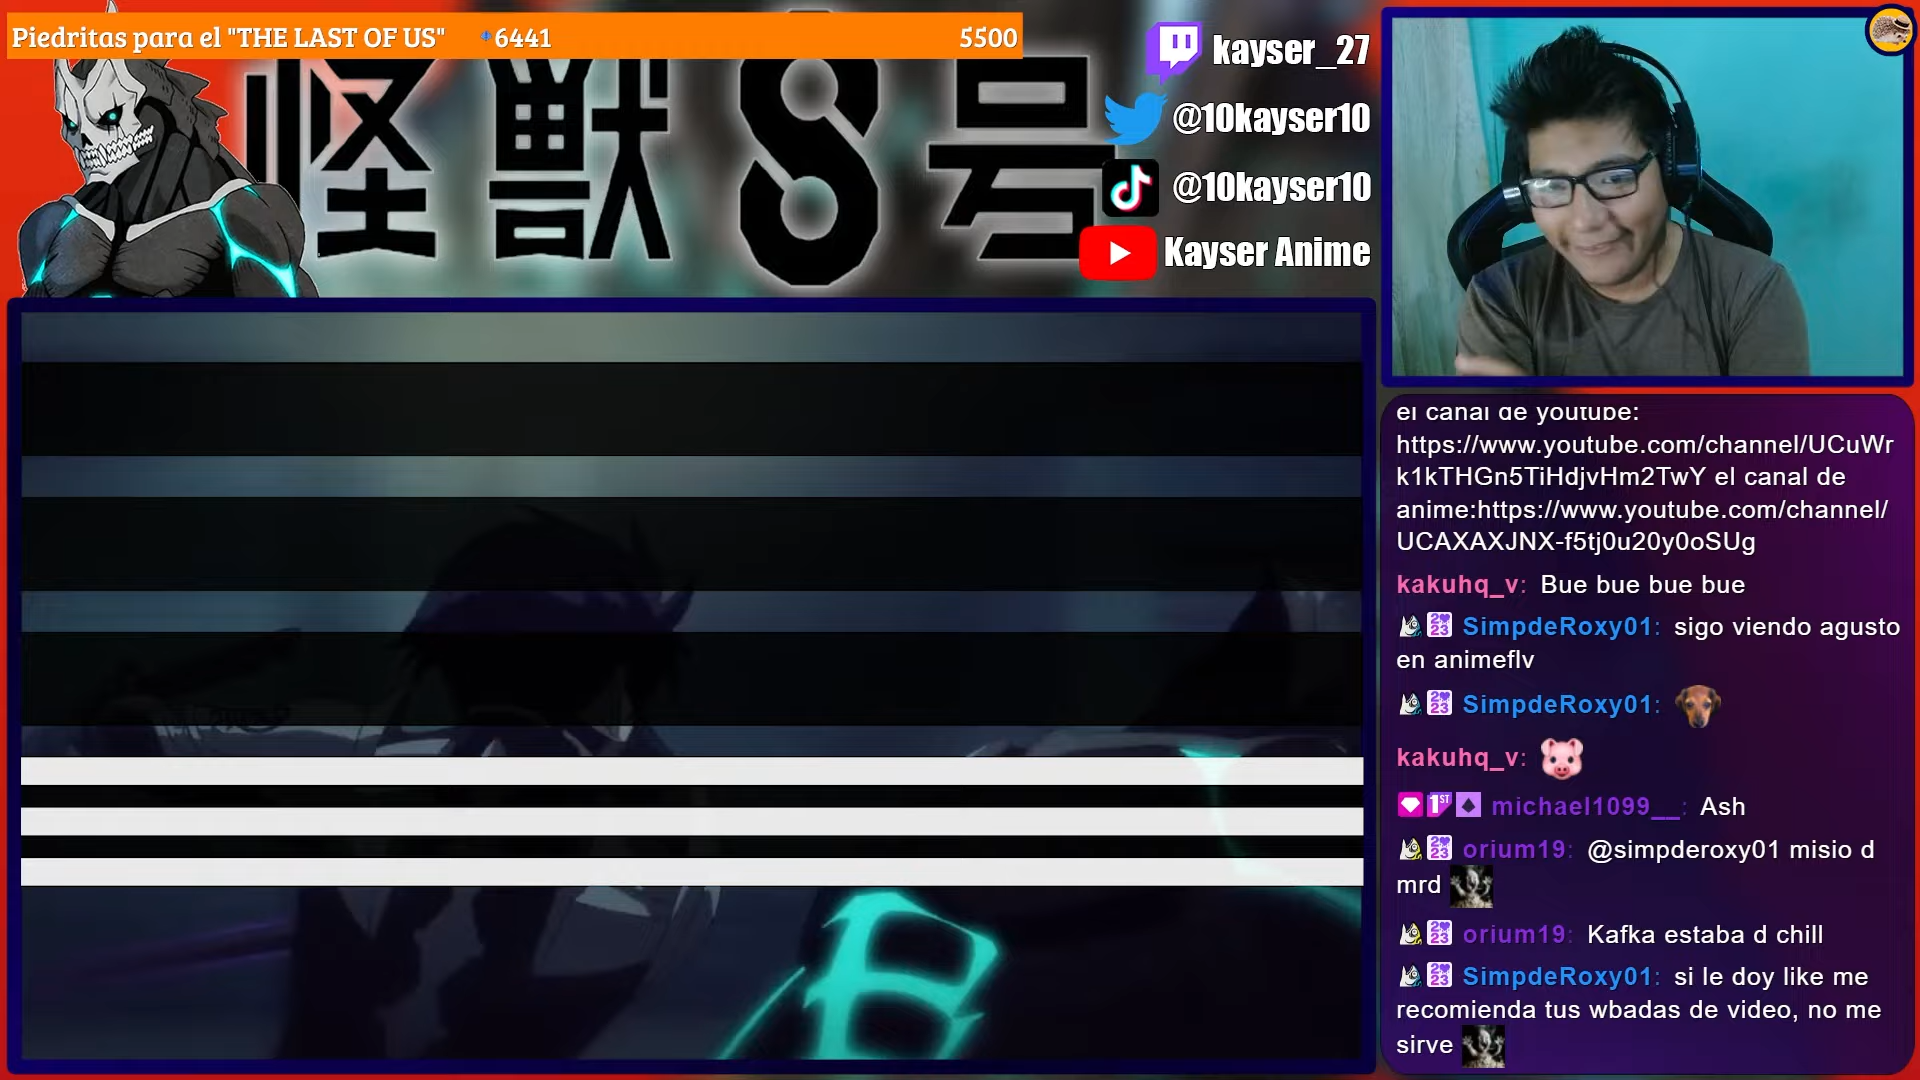 Piedritas para el "THE LAST OF US" 6441 5500
怪獣8号
kayser_27
@10kayser10
@10kayser10
Kayser Anime
el canal de youtube:
https://www.youtube.com/channel/UCuWr
k1kTHGn5TiHdjvHm2TwY el canal de
anime:https://www.youtube.com/channel/
UCAXAXJNX-f5tj0u20y0oSUg
kakuhq_v: Bue bue bue bue
SimpdeRoxy01: sigo viendo agusto
en animeflv
SimpdeRoxy01:
kakuhq_v:
1ST michael1099__: Ash
orium19: @simpderoxy01 misio d
mrd
orium19: Kafka estaba d chill
SimpdeRoxy01: si le doy like me
recomienda tus wbadas de video, no me
sirve